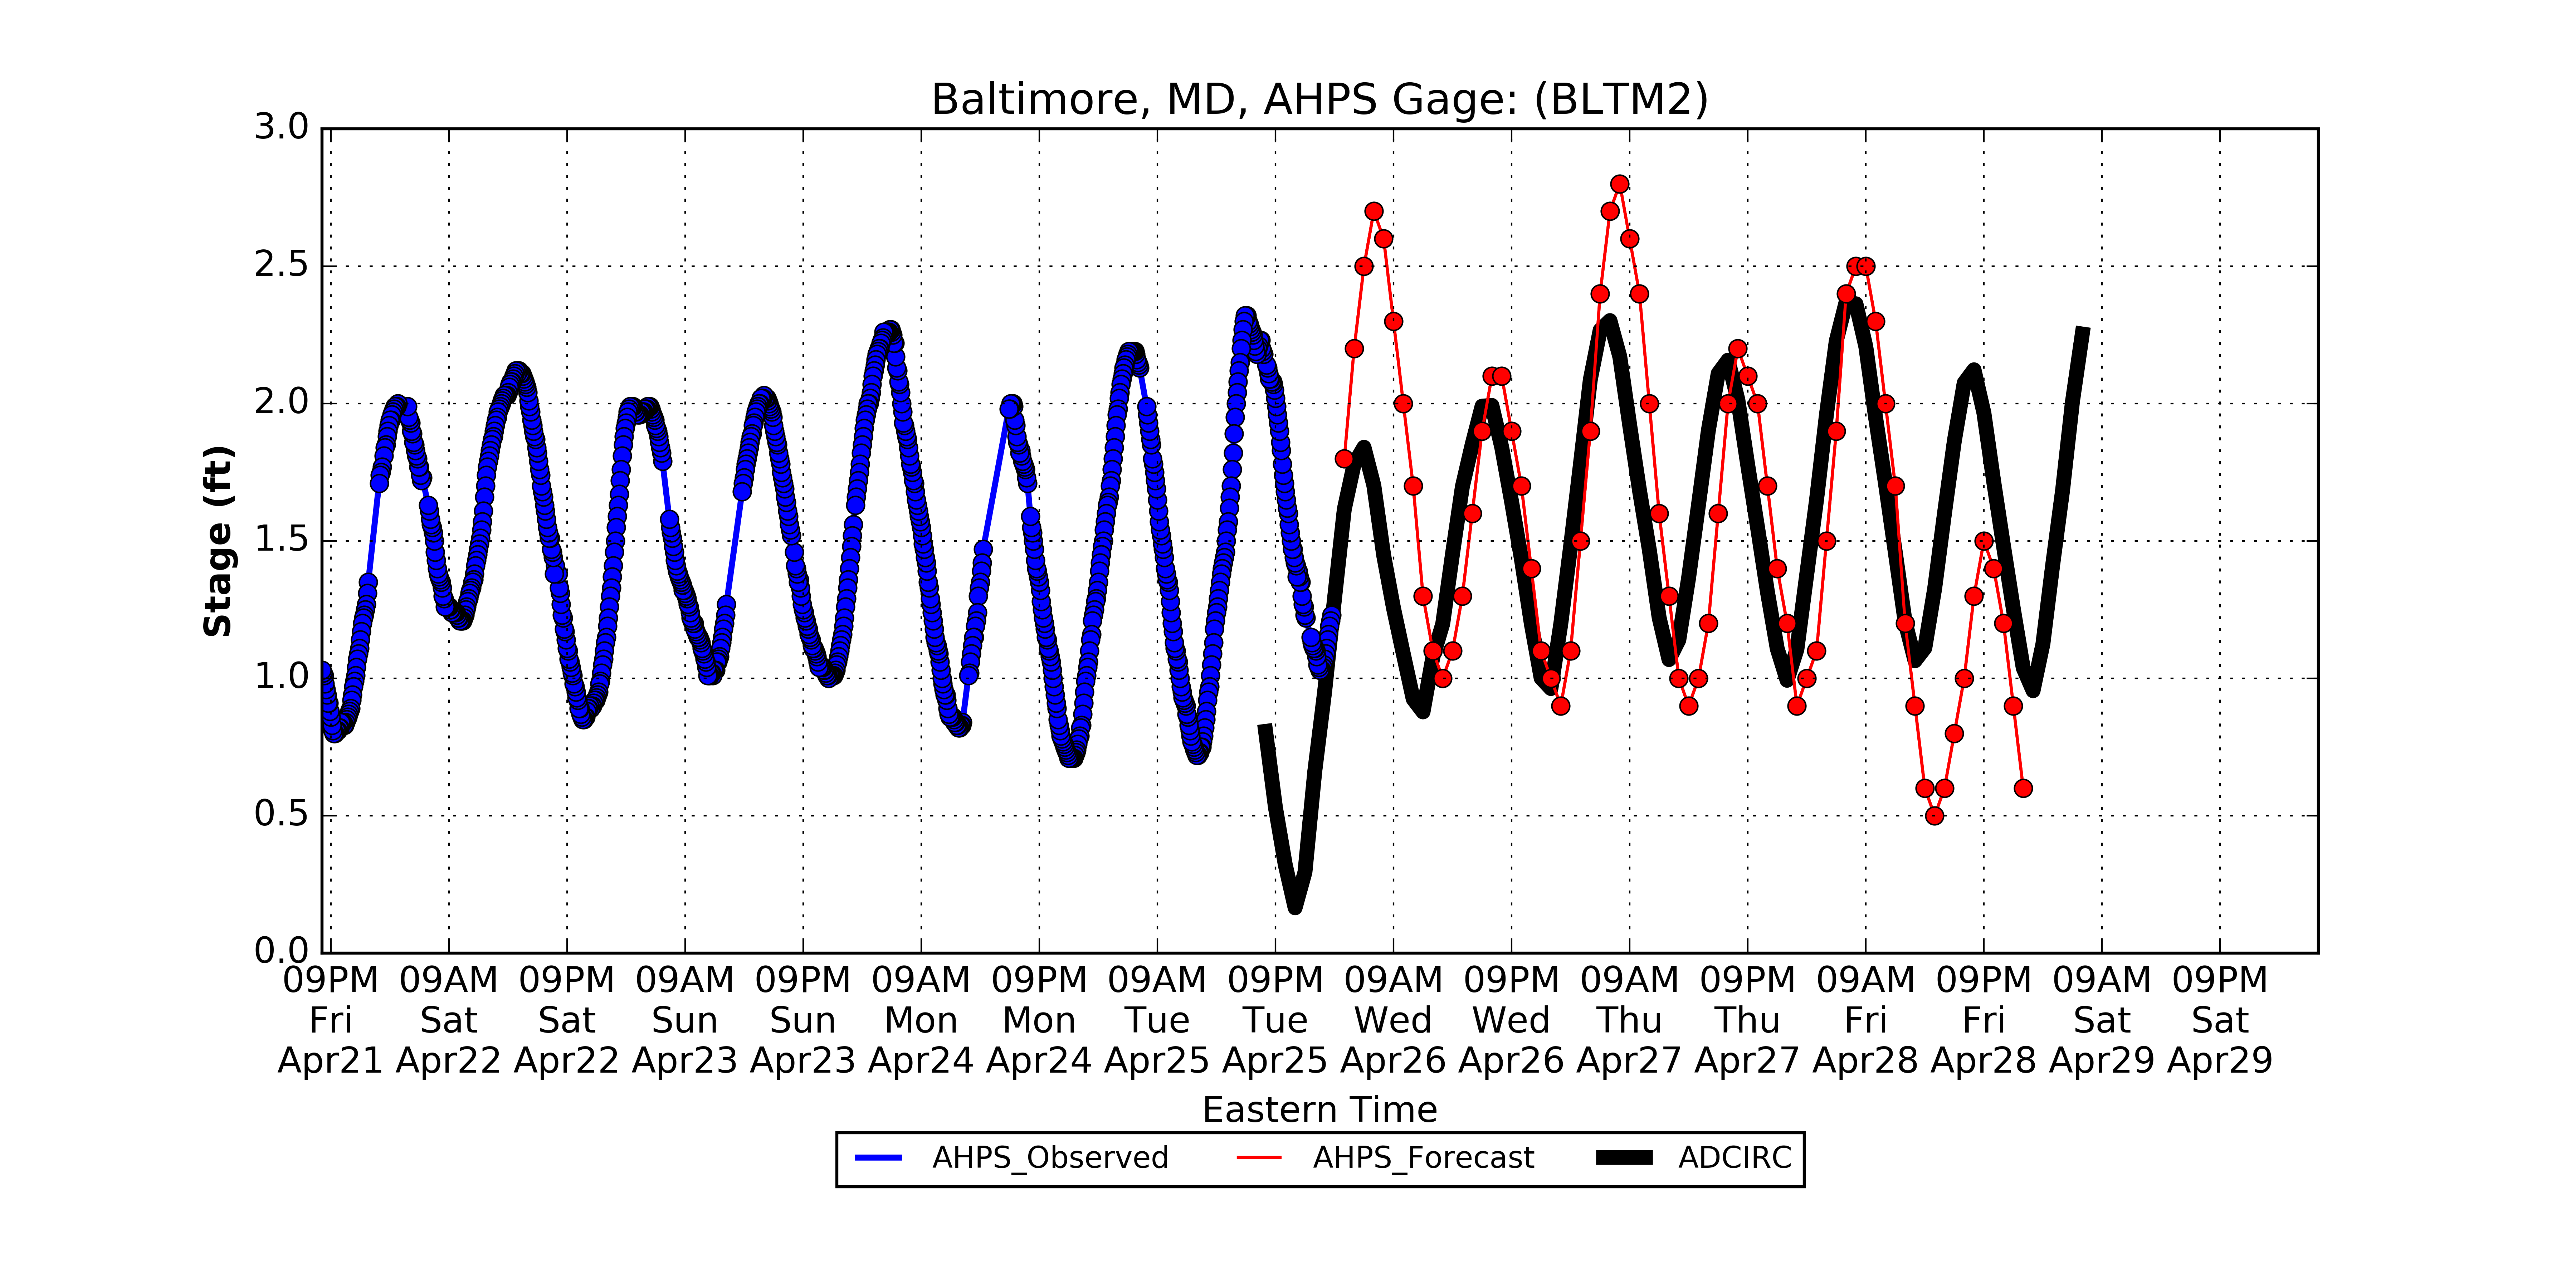 Baltimore, MD, AHPS Gage: (BLTM2)
Stage (ft)
3.0
2.5
2.0
1.5
1.0
0.5
0.0
09PM 09AM 09PM 09AM 09PM 09AM 09PM 09AM 09PM 09AM 09PM 09AM 09PM 09AM 09PM 09AM 09PM
Fri Sat Sat Sun Sun Mon Mon Tue Tue Wed Wed Thu Thu Fri Fri Sat Sat
Apr21 Apr22 Apr22 Apr23 Apr23 Apr24 Apr24 Apr25 Apr25 Apr26 Apr26 Apr27 Apr27 Apr28 Apr28 Apr29 Apr29
Eastern Time
AHPS_Observed AHPS_Forecast ADCIRC